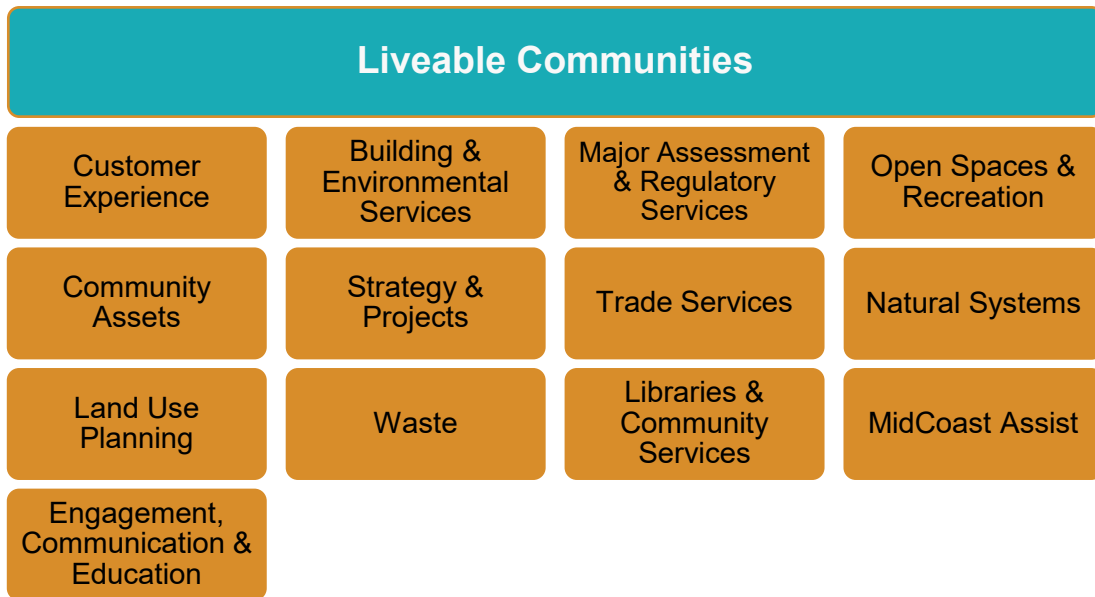 Liveable Communities
Customer
Experience
Building &
Environmental
Services
Major Assessment
& Regulatory
Services
Open Spaces &
Recreation
Community
Assets
Strategy &
Projects
Trade Services
Natural Systems
Land Use
Planning
Waste
Libraries &
Community
Services
MidCoast Assist
Engagement,
Communication &
Education